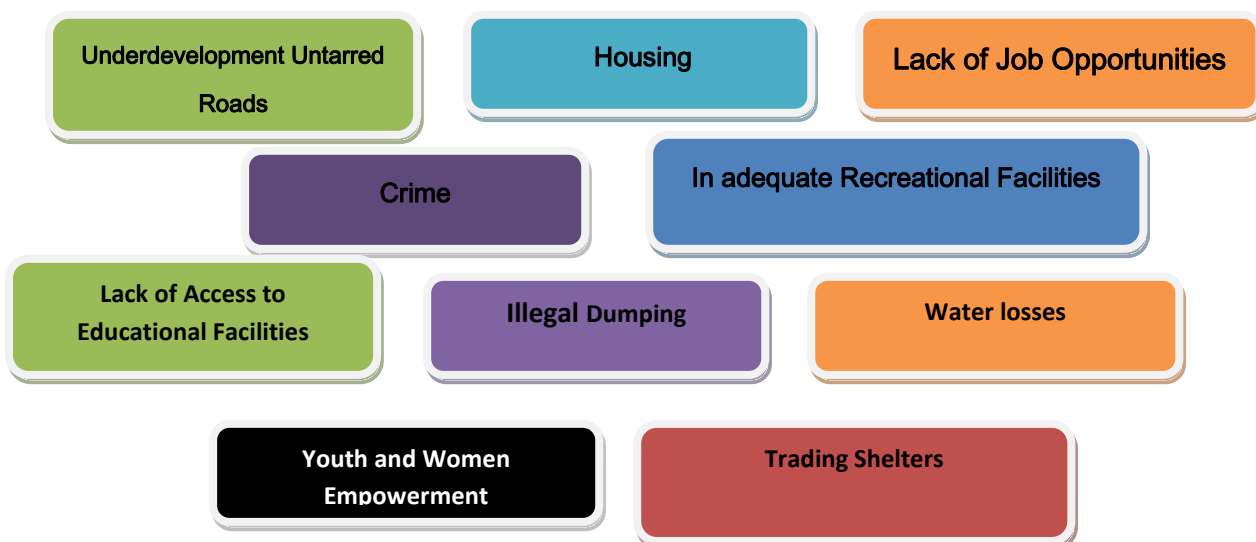 Underdevelopment Untarred
Roads
Housing
Lack of Job Opportunities
Crime
In adequate Recreational Facilities
Lack of Access to
Educational Facilities
Illegal Dumping
Water losses
Youth and Women
Empowerment
Trading Shelters